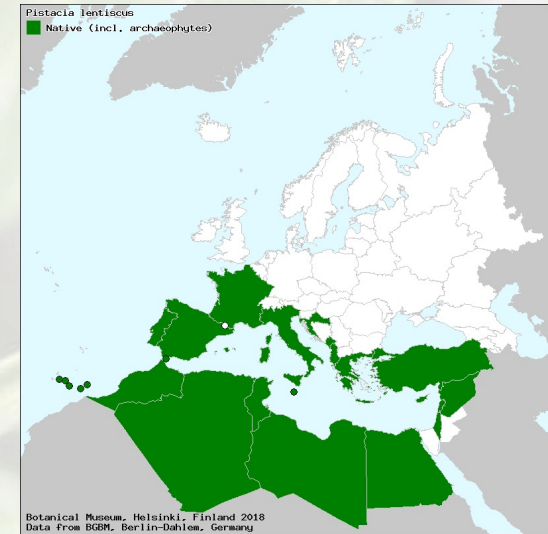 Pistacia lentiscus
Native (incl. archaeophytes)
Botanical Museum, Helsinki, Finland 2018
Data from BGBM, Berlin-Dahlem, Germany